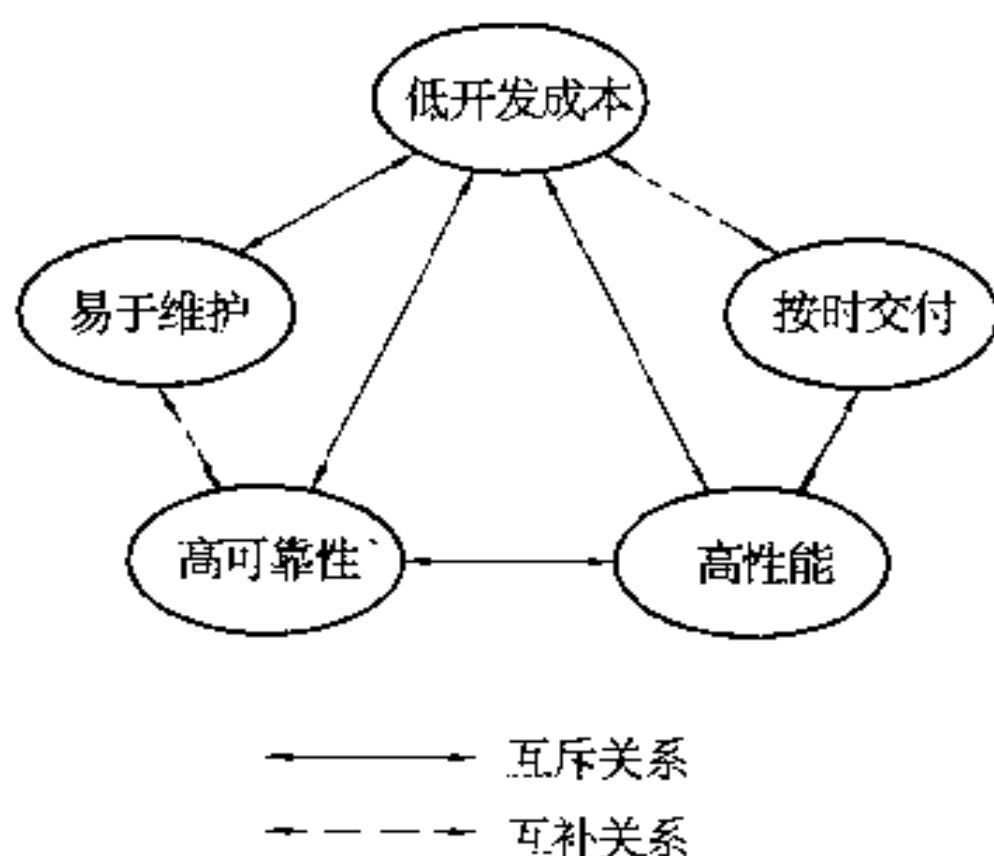 低开发成本
易于维护
按时交付
高可靠性
高性能
互斥关系
互补关系